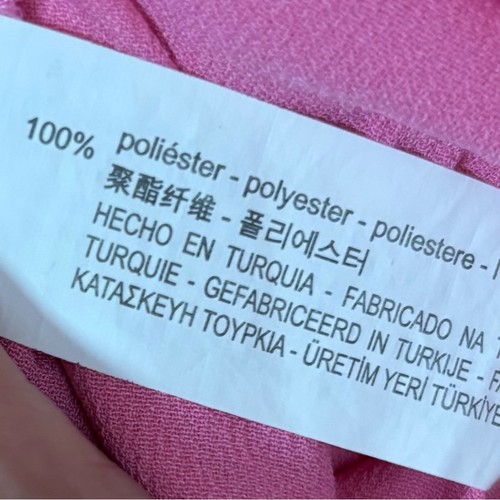 100% poliéster - polyester - poliestere -
聚酯纤维 - 폴리에스터
HECHO EN TURQUIA - FABRICADO NA
TURQUIE - GEFABRICEERD IN TURKIJE -
ΚΑΤΑΣΚΕΥΗ ΤΟΥΡΚΙΑ - ÜRETİM YERİ TÜRKİYE